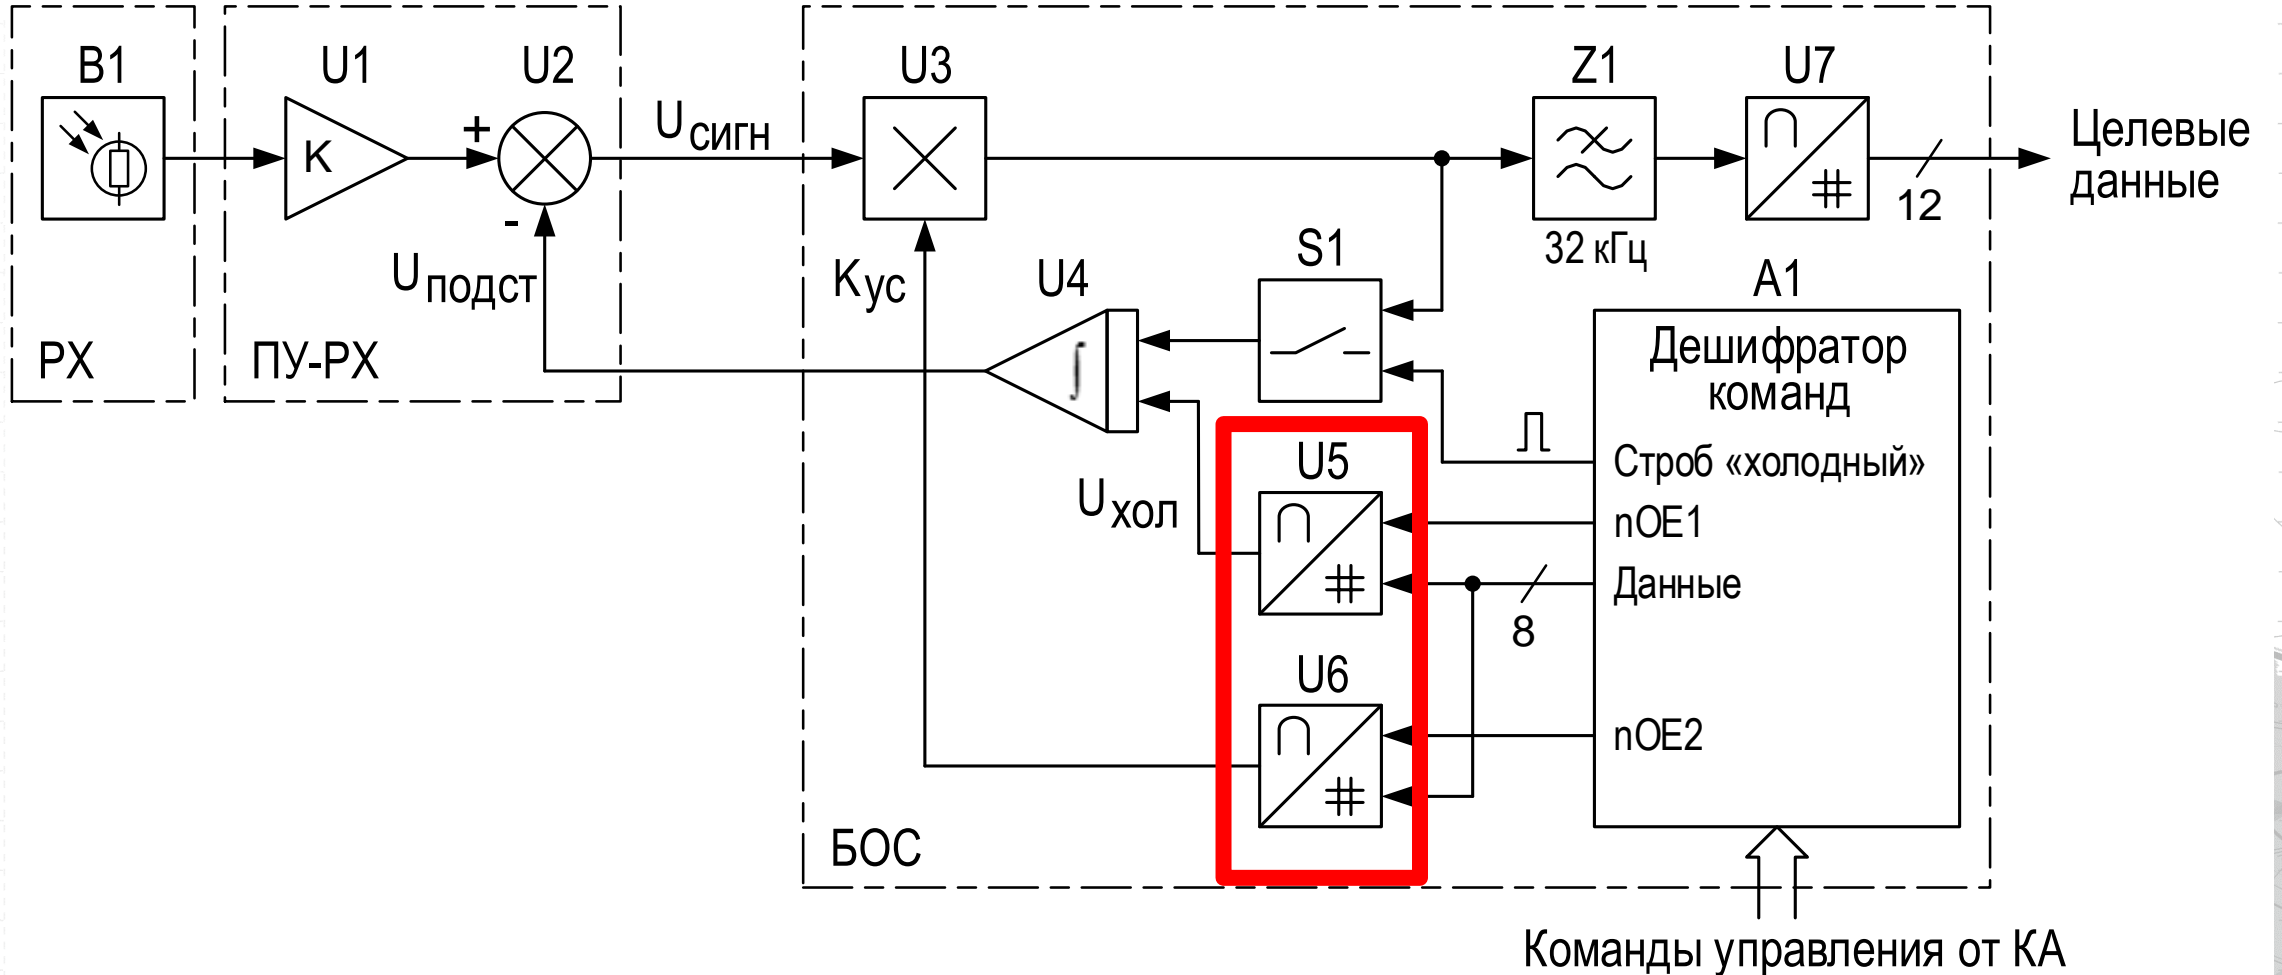 B1
U1
U2
U3
Z1
U7
K
+
-
Uсигн
12
Целевые
данные
32 кГц
Uподст
Kус
U4
S1
A1
∫
РХ
ПУ-РХ
Дешифратор
команд
U5
Строб «холодный»
Uхол
nOE1
Данные
8
U6
nOE2
БОС
Команды управления от КА